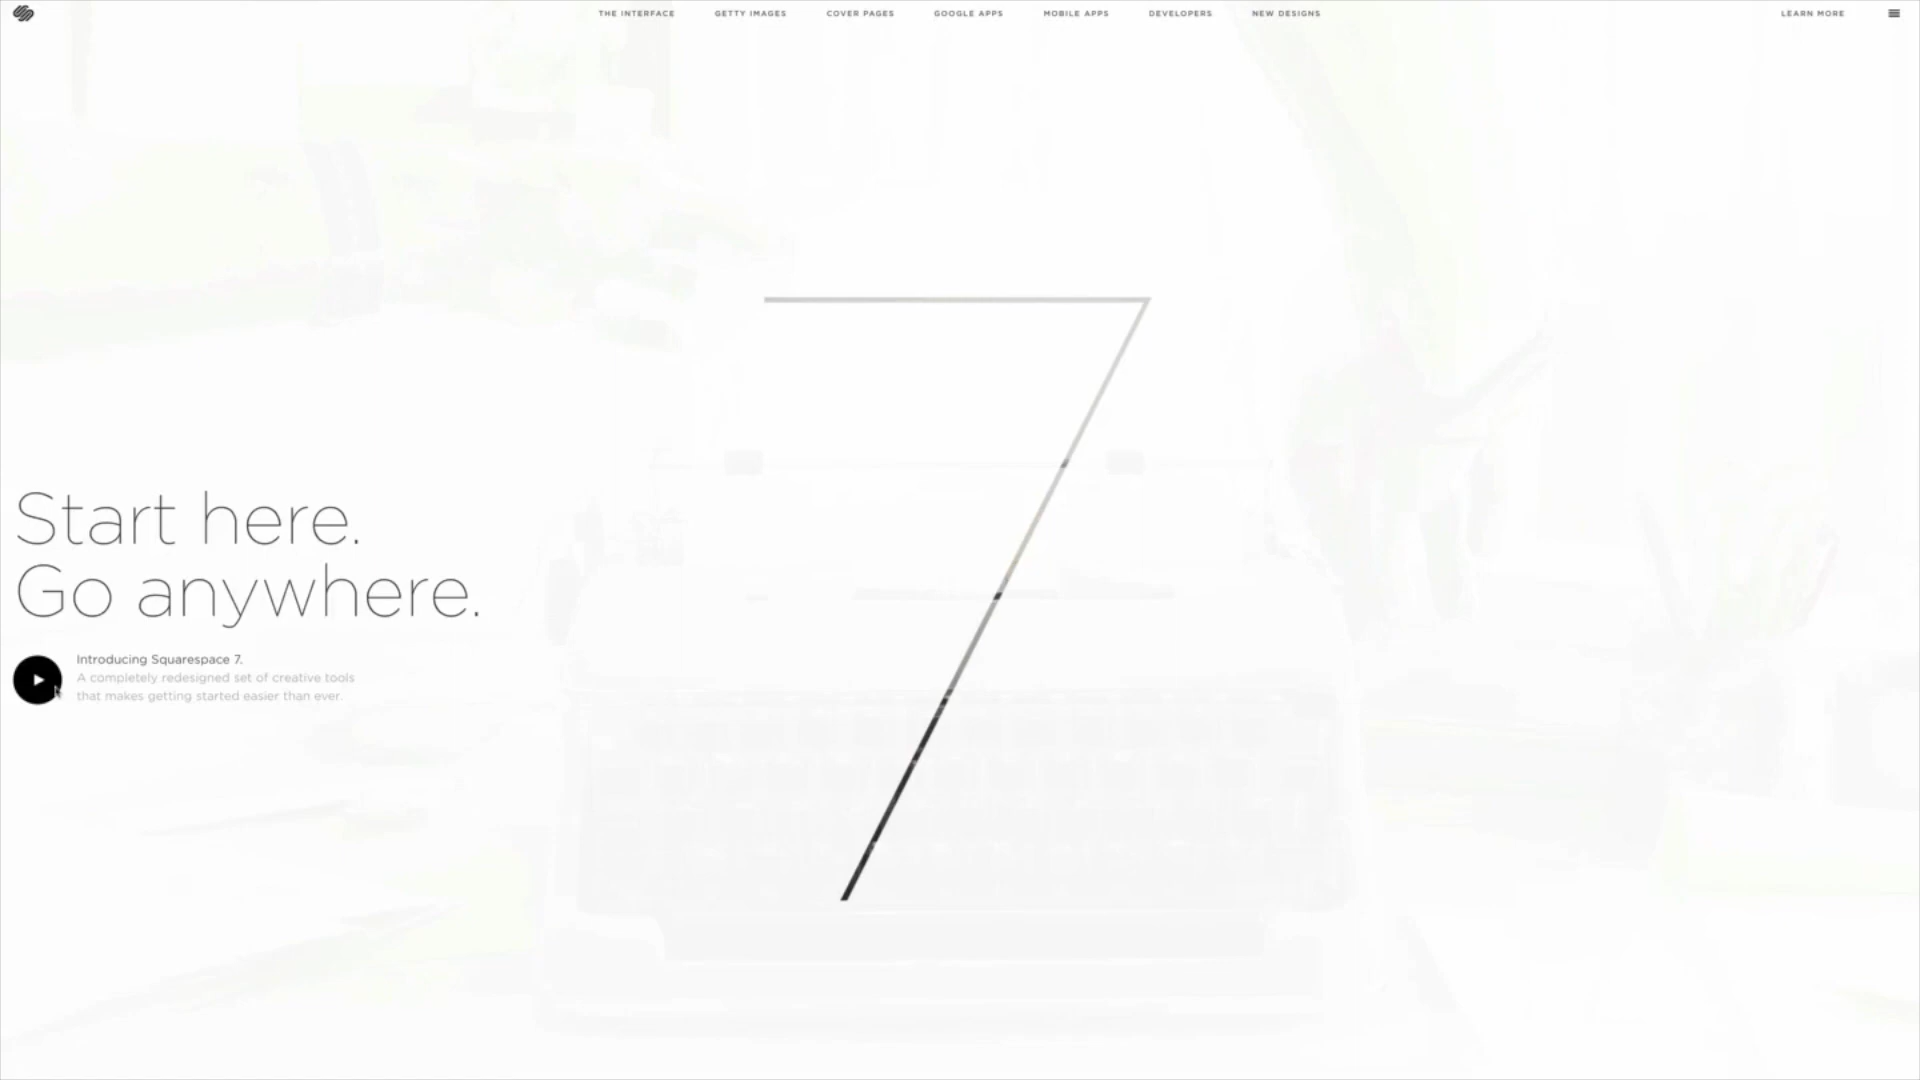 THE INTERFACE
GETTY IMAGES
COVER PAGES
GOOGLE APPS
MOBILE APPS
DEVELOPERS
NEW DESIGNS
LEARN MORE
7
Start here.
Go anywhere.
Introducing Squarespace 7.
A completely redesigned set of creative tools
that makes getting started easier than ever.